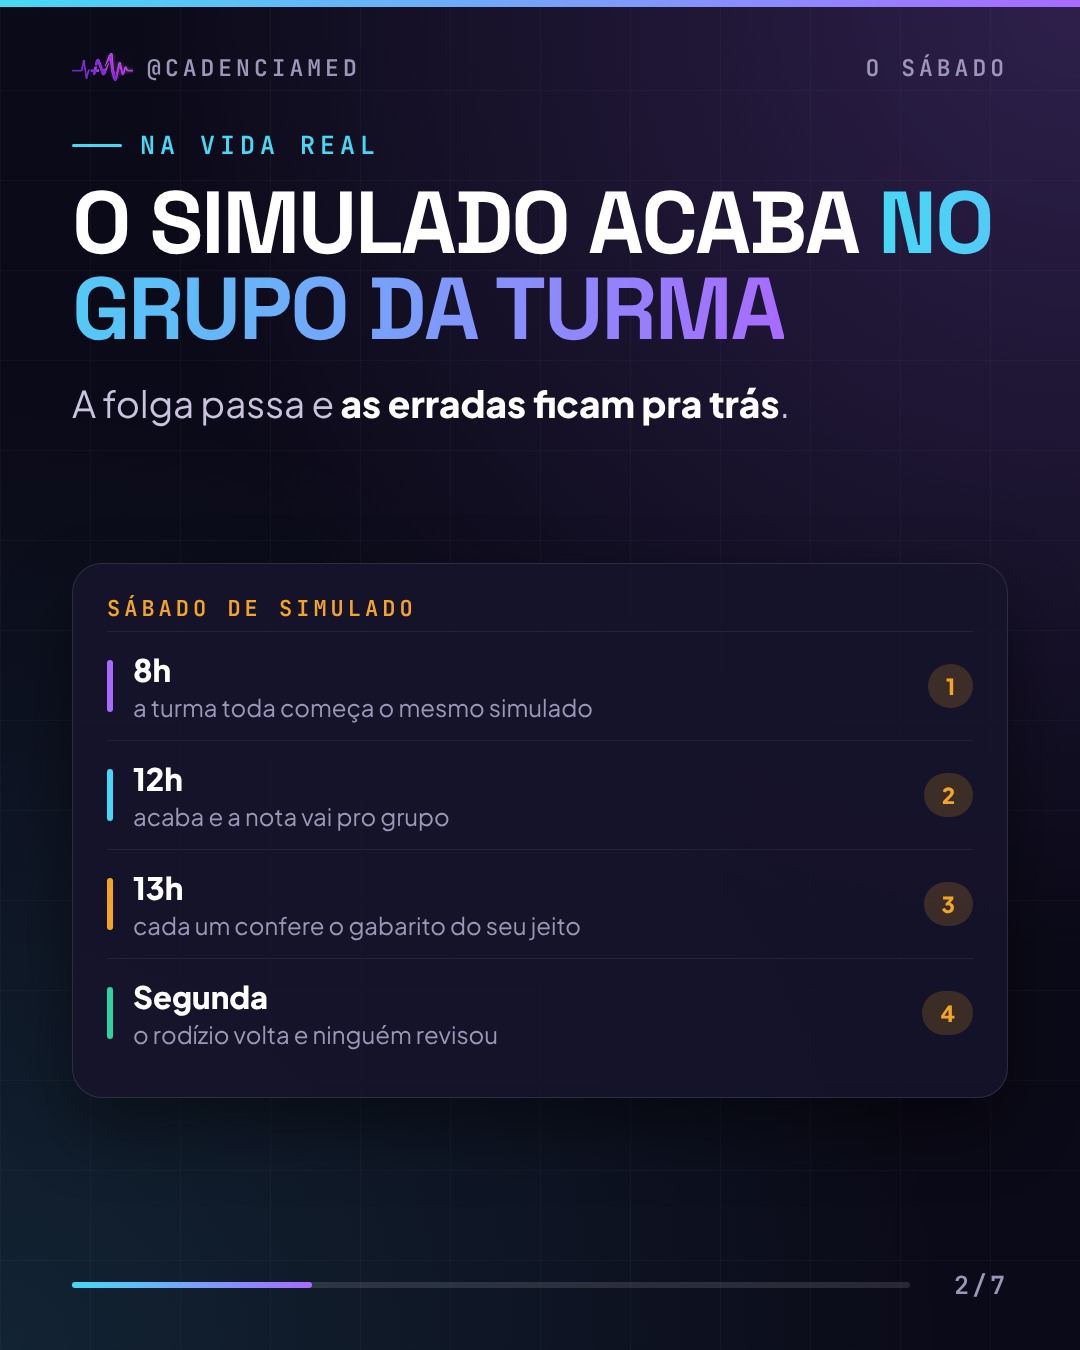 @CADENCIAMED
O SÁBADO
NA VIDA REAL
O SIMULADO ACABA NO
GRUPO DA TURMA
A folga passa e as erradas ficam pra trás.
SÁBADO DE SIMULADO
8h
a turma toda começa o mesmo simulado
1
12h
acaba e a nota vai pro grupo
2
13h
cada um confere o gabarito do seu jeito
3
Segunda
o rodízio volta e ninguém revisou
4
2/7